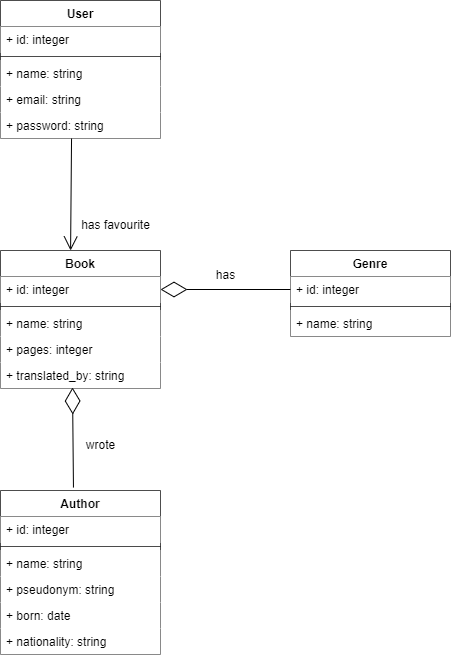 User
+ id: integer
+ name: string
+ email: string
+ password: string
has favourite
Book
+ id: integer
+ name: string
+ pages: integer
+ translated_by: string
has
Genre
+ id: integer
+ name: string
wrote
Author
+ id: integer
+ name: string
+ pseudonym: string
+ born: date
+ nationality: string